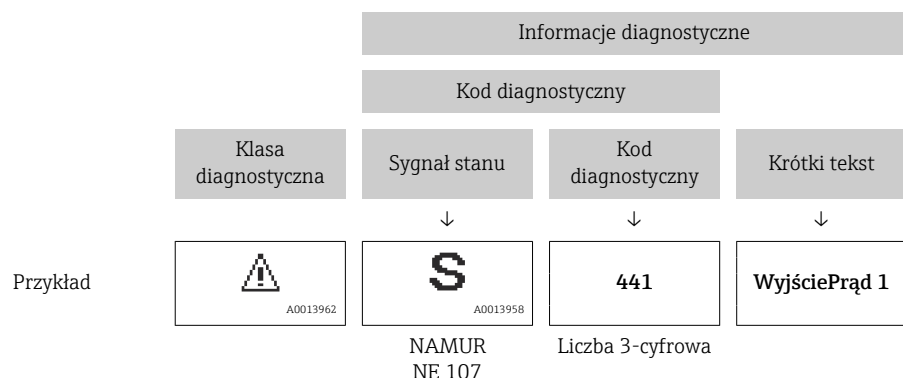 Informacje diagnostyczne
Kod diagnostyczny
Klasa
diagnostyczna
Sygnał stanu
Kod
diagnostyczny
Krótki tekst
↓ ↓ ↓
Przykład
A0013962
S
A0013958
441
WyjściePrąd 1
NAMUR
NE 107
Liczba 3-cyfrowa